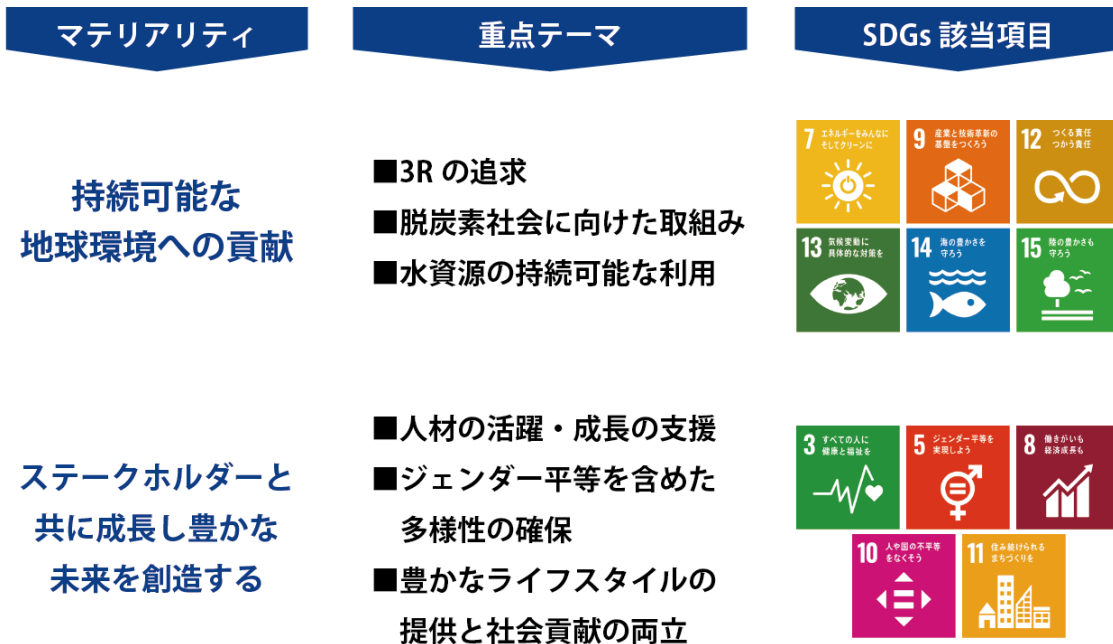 マテリアリティ
重点テーマ
SDGs 該当項目
持続可能な
地球環境への貢献
■3R の追求
■脱炭素社会に向けた取組み
■水資源の持続可能な利用
7 エネルギーをみんなに
そしてクリーンに
9 産業と技術革新の
基盤をつくろう
12 つくる責任
つかう責任
13 気候変動に
具体的な対策を
14 海の豊かさを
守ろう
15 陸の豊かさも
守ろう
ステークホルダーと
共に成長し豊かな
未来を創造する
■人材の活躍・成長の支援
■ジェンダー平等を含めた
多様性の確保
■豊かなライフスタイルの
提供と社会貢献の両立
3 すべての人に
健康と福祉を
5 ジェンダー平等を
実現しよう
8 働きがいも
経済成長も
10 人や国の不平等
をなくそう
11 住み続けられる
まちづくりを